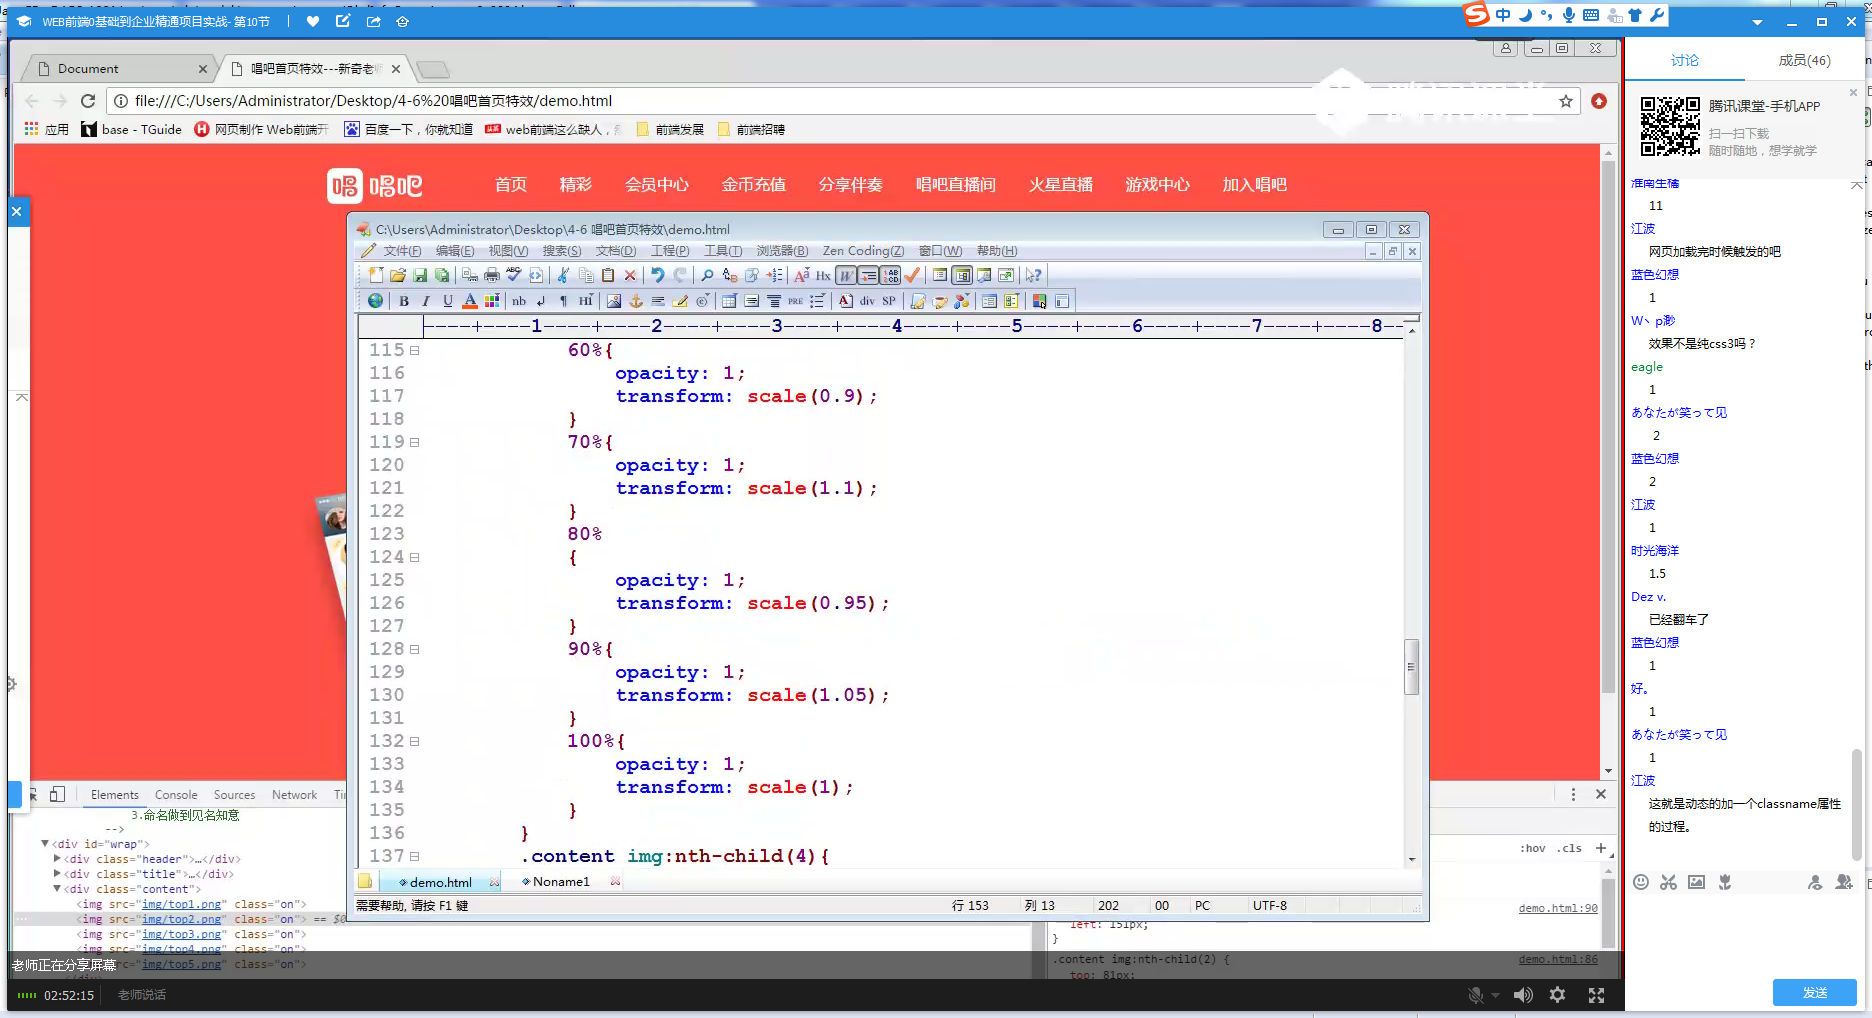 WEB前端0基础到企业精通项目实战- 第10节
中
Document
唱吧首页特效---新奇老
file:///C:/Users/Administrator/Desktop/4-6%20唱吧首页特效/demo.html
应用
base - TGuide
网页制作 Web前端开
百度一下，你就知道
web前端这么缺人，
前端发展
前端招聘
唱吧
首页
精彩
会员中心
金币充值
分享伴奏
唱吧直播间
火星直播
游戏中心
加入唱吧
C:\Users\Administrator\Desktop\4-6 唱吧首页特效\demo.html
文件(F) 编辑(E) 视图(V) 搜索(S) 文档(D) 工程(P) 工具(T) 浏览器(B) Zen Coding(Z) 窗口(W) 帮助(H)
----+----1----+----2----+----3----+----4----+----5----+----6----+----7----+----8--
115 60%{
116 opacity: 1;
117 transform: scale(0.9);
118 }
119 70%{
120 opacity: 1;
121 transform: scale(1.1);
122 }
123 80%
124 {
125 opacity: 1;
126 transform: scale(0.95);
127 }
128 90%{
129 opacity: 1;
130 transform: scale(1.05);
131 }
132 100%{
133 opacity: 1;
134 transform: scale(1);
135 }
136 }
137 .content img:nth-child(4){
demo.html
Noname1
需要帮助, 请按 F1 键
行 153
列 13
202
00
PC
UTF-8
Elements Console Sources Network
3.命名做到见名知意
-->
<div id="wrap">
<div class="header">…</div>
<div class="title">…</div>
<div class="content">
<img src="img/top1.png" class="on">
<img src="img/top2.png" class="on"> == $0
<img src="img/top3.png" class="on">
<img src="img/top4.png" class="on">
<img src="img/top5.png" class="on">
:hov .cls +
demo.html:90
left: 151px;
}
.content img:nth-child(2) {
demo.html:86
top: 81px;
老师正在分享屏幕
02:52:15
老师说话
讨论
成员(46)
腾讯课堂-手机APP
扫一扫下载
随时随地，想学就学
淮南生橘
11
江波
网页加载完时候触发的吧
蓝色幻想
1
W丶p渺
效果不是纯css3吗？
eagle
1
あなたが笑って见
2
蓝色幻想
2
江波
1
时光海洋
1.5
Dez v.
已经翻车了
蓝色幻想
1
好。
1
あなたが笑って见
1
江波
这就是动态的加一个classname属性
的过程。
发送